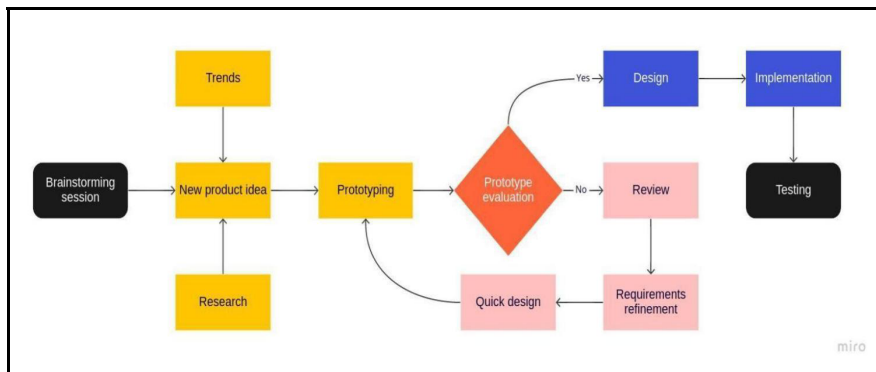 Trends
Yes
Design
Implementation
Brainstorming
session
New product idea
Prototyping
Prototype
evaluation
No
Review
Testing
Research
Quick design
Requirements
refinement
miro